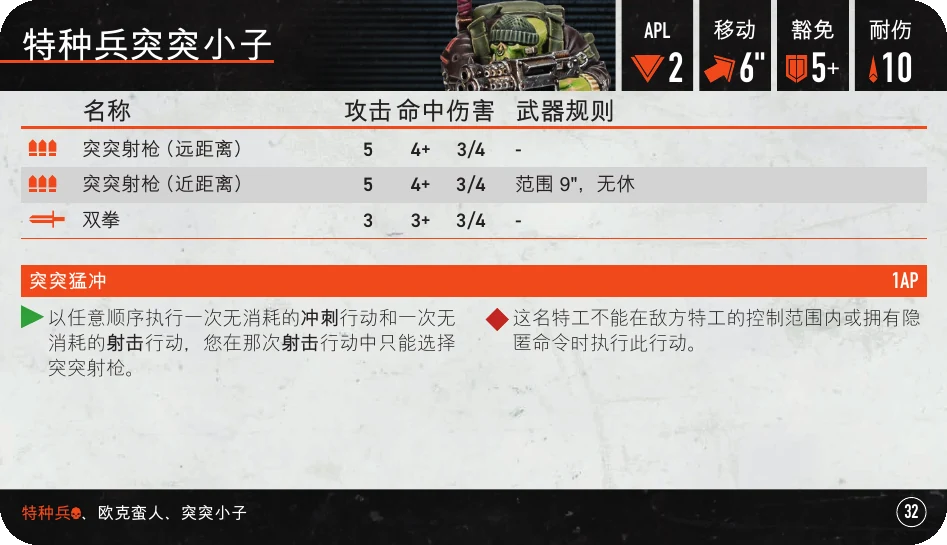 特种兵突突小子
APL 移动 豁免 耐伤
2 6" 5+ 10
名称 攻击 命中 伤害 武器规则
突突射枪（远距离） 5 4+ 3/4 -
突突射枪（近距离） 5 4+ 3/4 范围 9"，无休
双拳 3 3+ 3/4 -
突突猛冲 1AP
以任意顺序执行一次无消耗的冲刺行动和一次无
消耗的射击行动，您在那次射击行动中只能选择
突突射枪。
这名特工不能在敌方特工的控制范围内或拥有隐
匿命令时执行此行动。
特种兵、欧克蛮人、突突小子 32